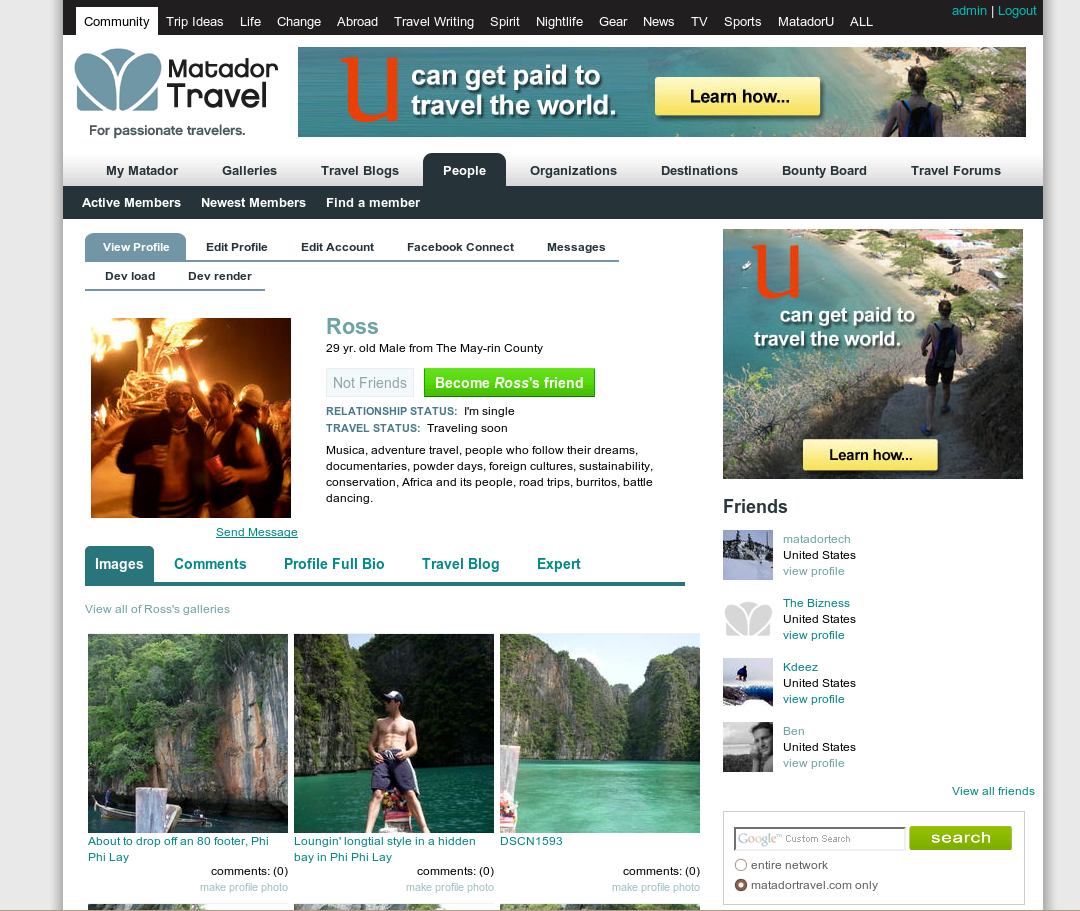 Community Trip Ideas Life Change Abroad Travel Writing Spirit Nightlife Gear News TV Sports MatadorU ALL
admin | Logout
Matador
Travel
For passionate travelers.
u can get paid to
travel the world.
Learn how...
My Matador Galleries Travel Blogs People Organizations Destinations Bounty Board Travel Forums
Active Members Newest Members Find a member
View Profile Edit Profile Edit Account Facebook Connect Messages
Dev load Dev render
Ross
29 yr. old Male from The May-rin County
Not Friends Become Ross's friend
RELATIONSHIP STATUS: I'm single
TRAVEL STATUS: Traveling soon
Musica, adventure travel, people who follow their dreams,
documentaries, powder days, foreign cultures, sustainability,
conservation, Africa and its people, road trips, burritos, battle
dancing.
Send Message
Images Comments Profile Full Bio Travel Blog Expert
View all of Ross's galleries
About to drop off an 80 footer, Phi
Phi Lay
comments: (0)
make profile photo
Loungin' longtial style in a hidden
bay in Phi Phi Lay
comments: (0)
make profile photo
DSCN1593
comments: (0)
make profile photo
u
can get paid to
travel the world.
Learn how...
Friends
matadortech
United States
view profile
The Bizness
United States
view profile
Kdeez
United States
view profile
Ben
United States
view profile
View all friends
Google™ Custom Search search
entire network
matadortravel.com only